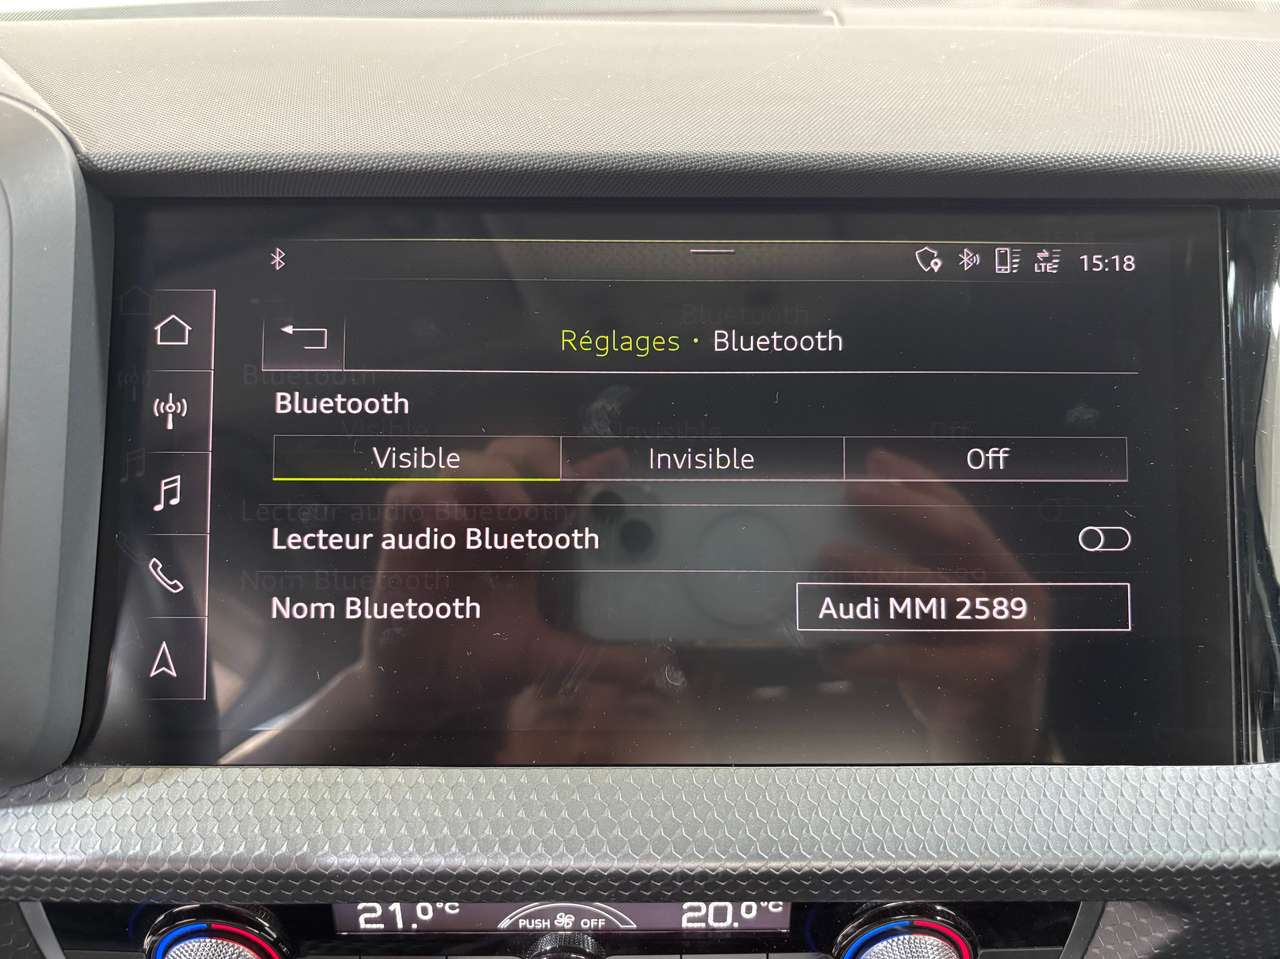 LTE 15:18
Réglages • Bluetooth
Bluetooth
Visible Invisible Off
Lecteur audio Bluetooth
Nom Bluetooth Audi MMI 2589
21.0°C PUSH OFF 20.0°C